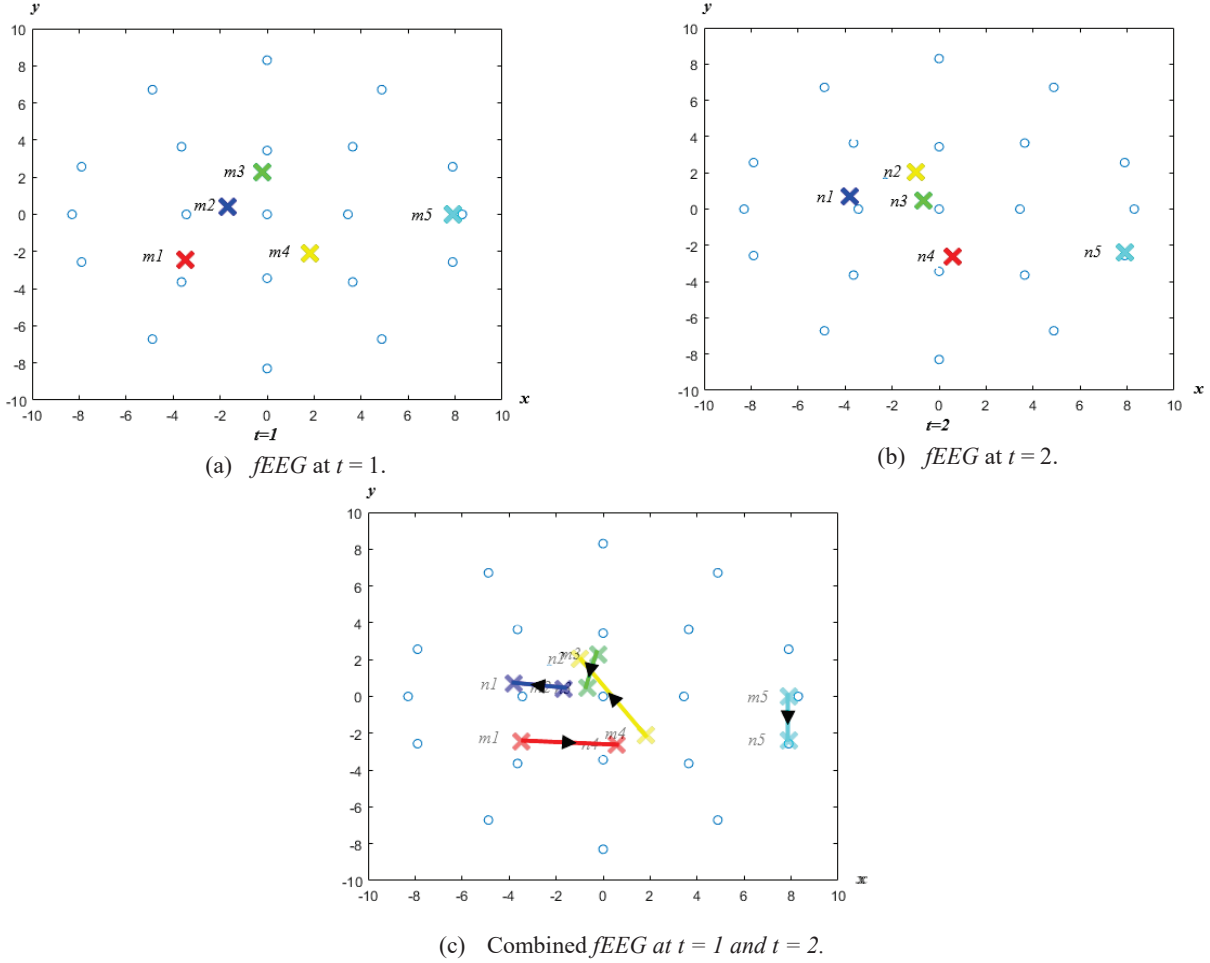 y
10
8
6
4
2
0
-2
-4
-6
-8
-10
m3
m2
m5
m1
m4
-10 -8 -6 -4 -2 0 2 4 6 8 10
x
t=1
(a) fEEG at t = 1.
y
10
8
6
4
2
0
-2
-4
-6
-8
-10
n2
n1
n3
n4
n5
-10 -8 -6 -4 -2 0 2 4 6 8 10
x
t=2
(b) fEEG at t = 2.
y
10
8
6
4
2
0
-2
-4
-6
-8
-10
n2 m3
n1 m2
m5
m1 n4 m4
n5
-10 -8 -6 -4 -2 0 2 4 6 8 10
x
(c) Combined fEEG at t = 1 and t = 2.